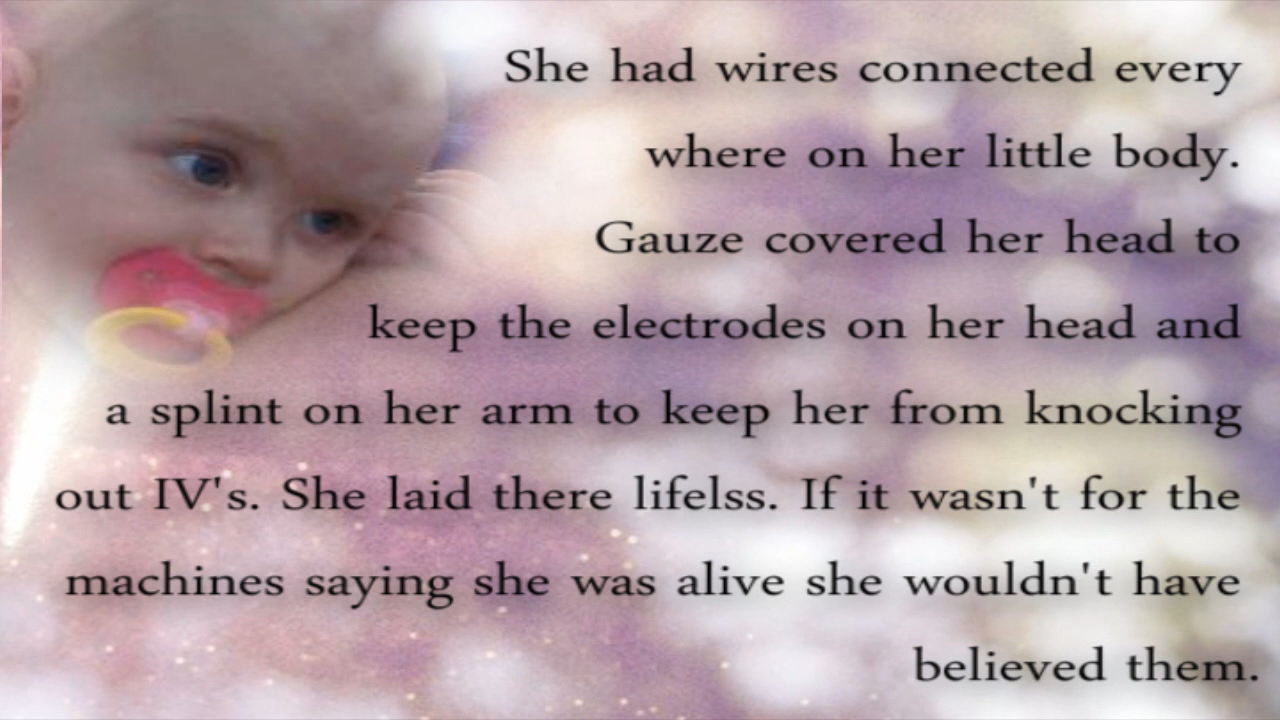 She had wires connected every
where on her little body.
Gauze covered her head to
keep the electrodes on her head and
a splint on her arm to keep her from knocking
out IV's. She laid there lifelss. If it wasn't for the
machines saying she was alive she wouldn't have
believed them.